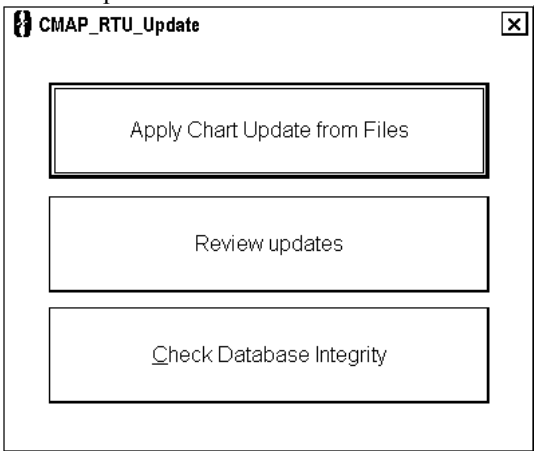 CMAP_RTU_Update
Apply Chart Update from Files
Review updates
Check Database Integrity